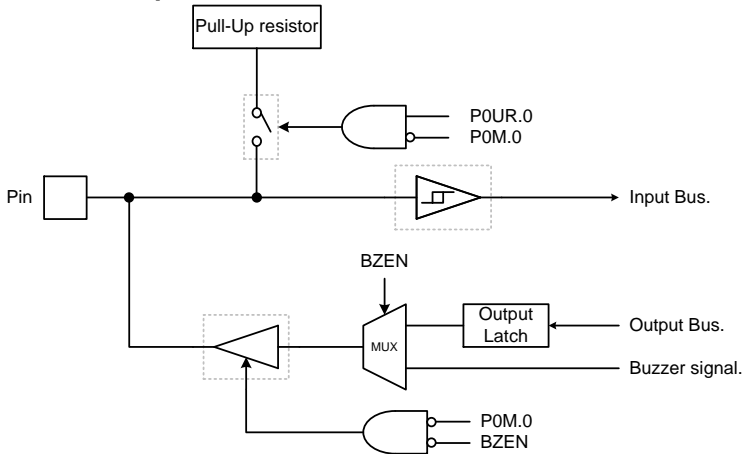 Pull-Up resistor
P0UR.0
P0M.0
Pin
Input Bus.
BZEN
Output
Latch
Output Bus.
MUX
Buzzer signal.
P0M.0
BZEN